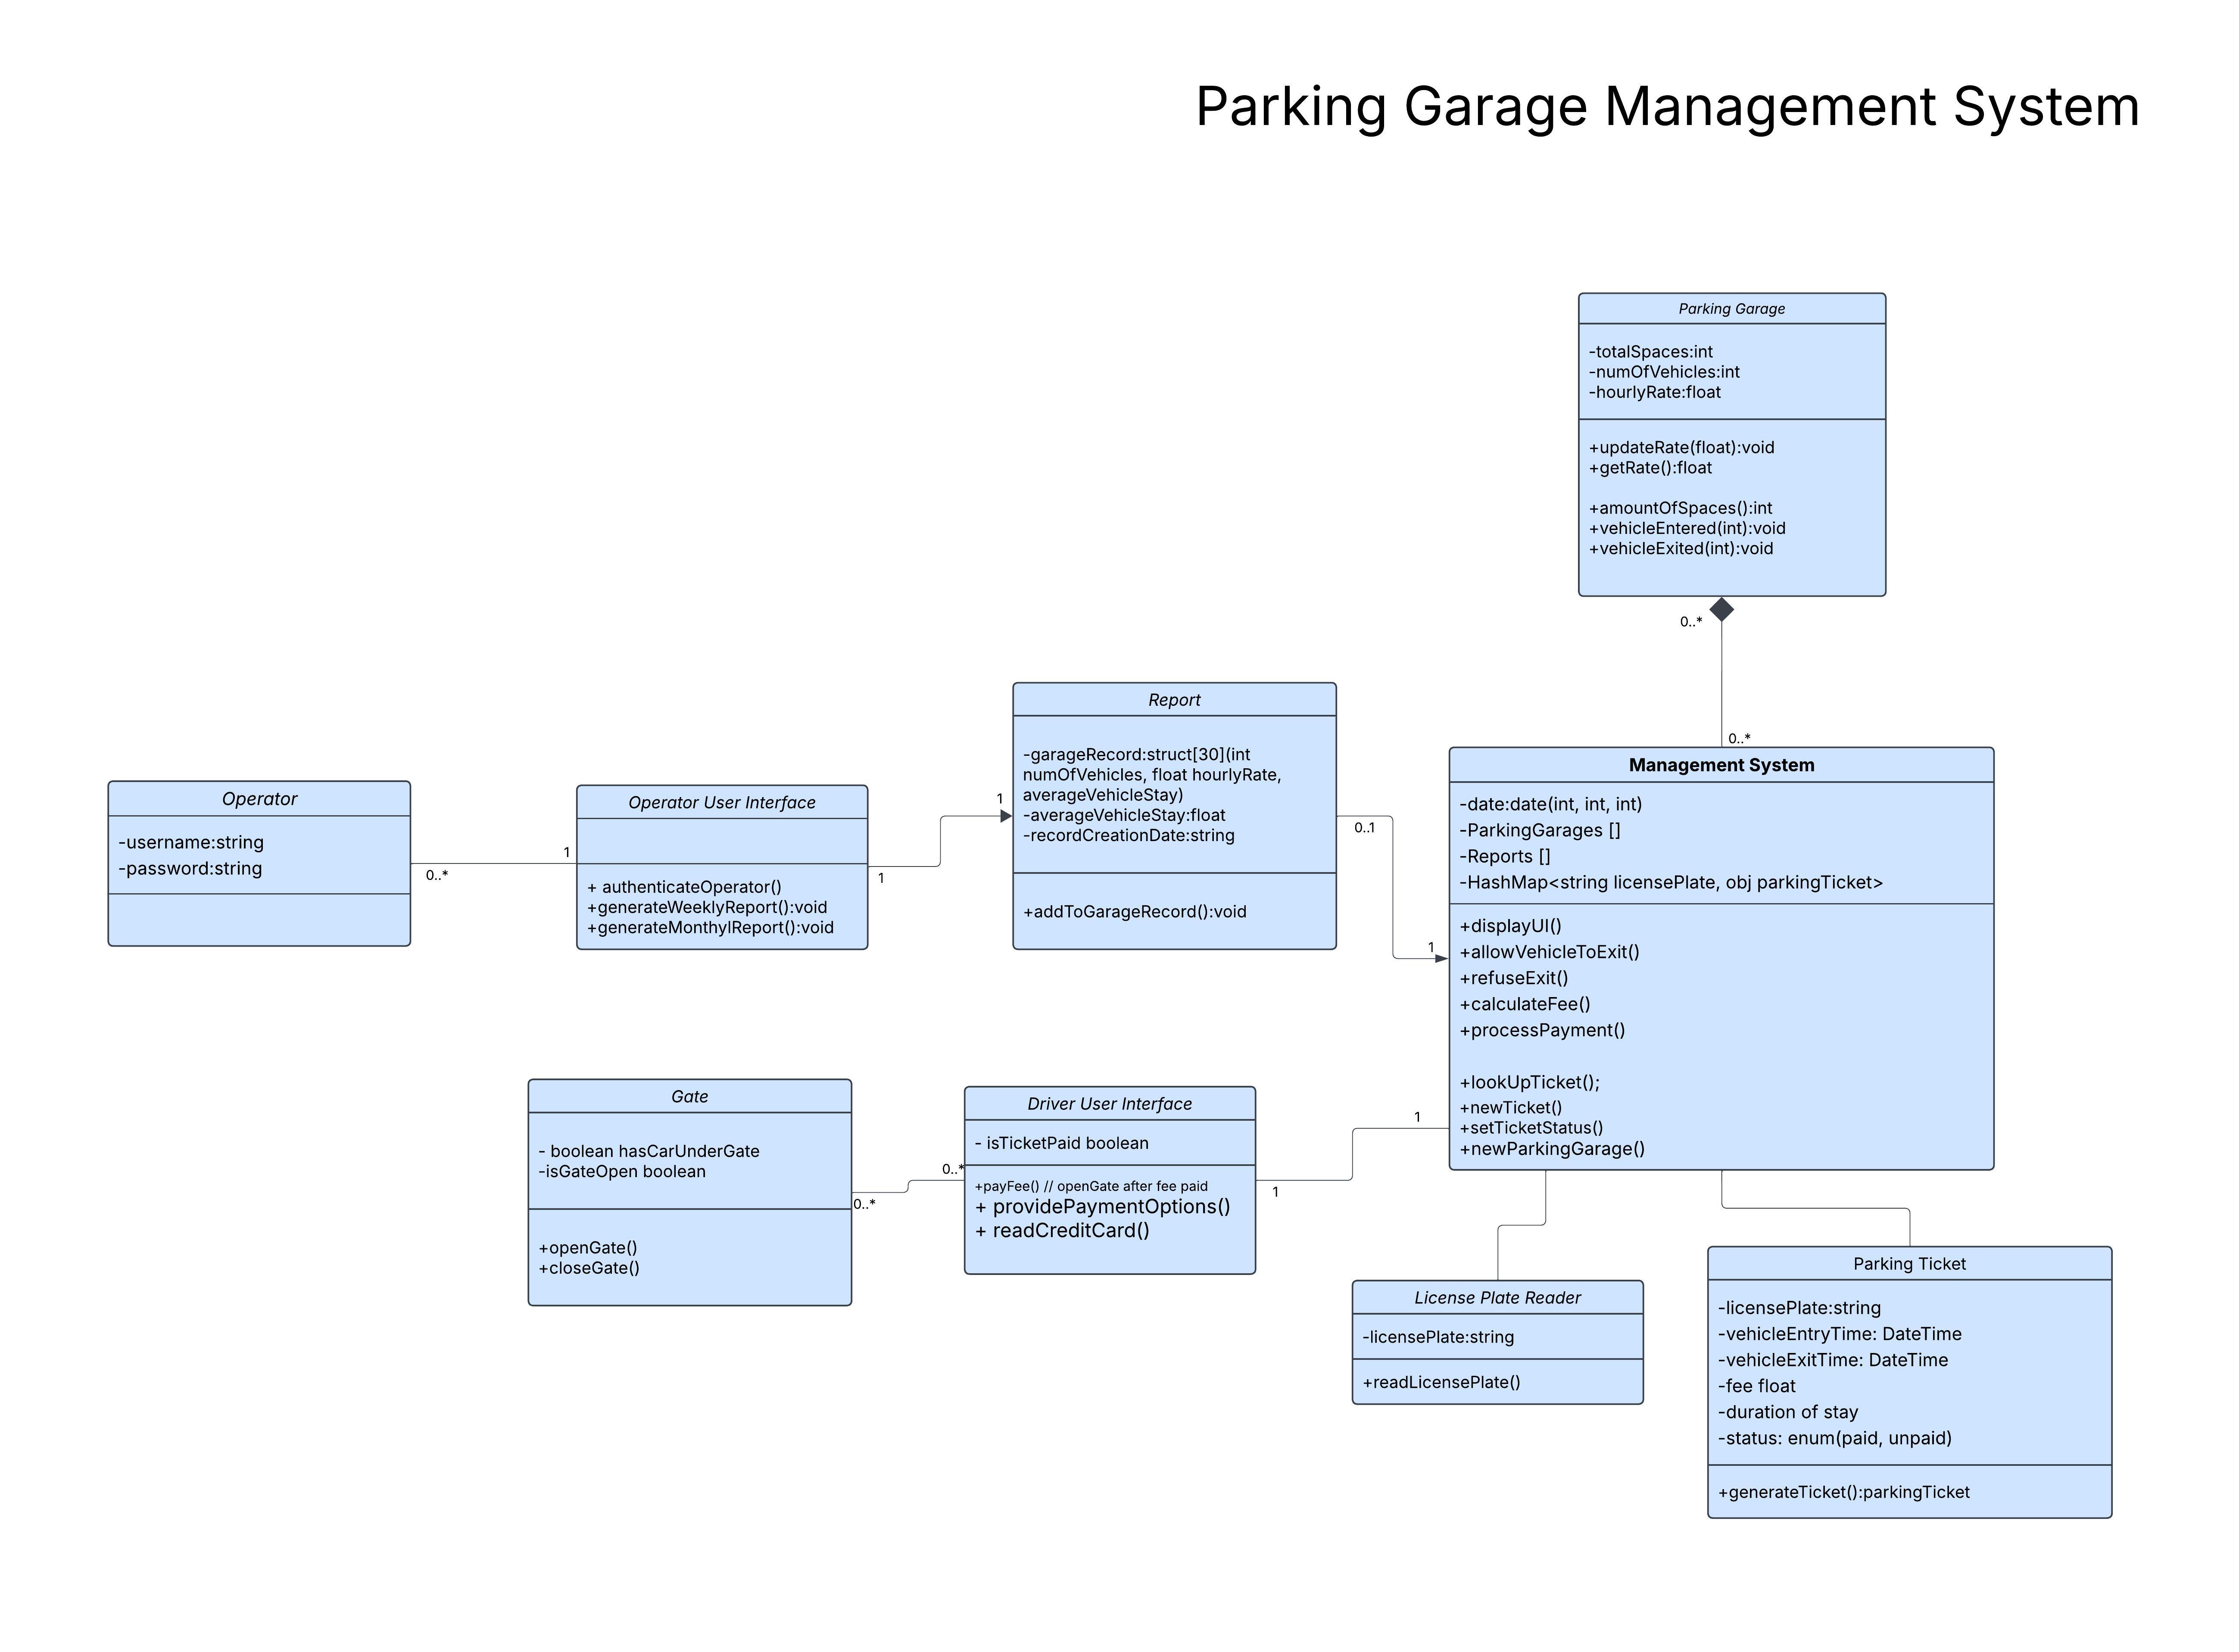 Parking Garage Management System
Parking Garage
-totalSpaces:int
-numOfVehicles:int
-hourlyRate:float
+updateRate(float):void
+getRate():float
+amountOfSpaces():int
+vehicleEntered(int):void
+vehicleExited(int):void
0..*
0..*
Report
-garageRecord:struct[30](int
numOfVehicles, float hourlyRate,
averageVehicleStay)
-averageVehicleStay:float
-recordCreationDate:string
+addToGarageRecord():void
1
0..1
Management System
-date:date(int, int, int)
-ParkingGarages []
-Reports []
-HashMap<string licensePlate, obj parkingTicket>
+displayUI()
+allowVehicleToExit()
+refuseExit()
+calculateFee()
+processPayment()
+lookUpTicket();
+newTicket()
+setTicketStatus()
+newParkingGarage()
1
1
Operator
-username:string
-password:string
0..*
1
Operator User Interface
+ authenticateOperator()
+generateWeeklyReport():void
+generateMonthylReport():void
1
Gate
- boolean hasCarUnderGate
-isGateOpen boolean
+openGate()
+closeGate()
0..*
0..*
Driver User Interface
- isTicketPaid boolean
+payFee() // openGate after fee paid
+ providePaymentOptions()
+ readCreditCard()
1
License Plate Reader
-licensePlate:string
+readLicensePlate()
Parking Ticket
-licensePlate:string
-vehicleEntryTime: DateTime
-vehicleExitTime: DateTime
-fee float
-duration of stay
-status: enum(paid, unpaid)
+generateTicket():parkingTicket